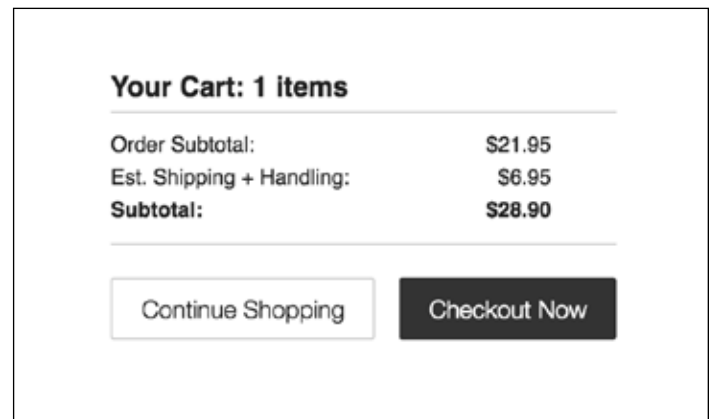 Your Cart: 1 items
Order Subtotal: $21.95
Est. Shipping + Handling: $6.95
Subtotal: $28.90
Continue Shopping Checkout Now